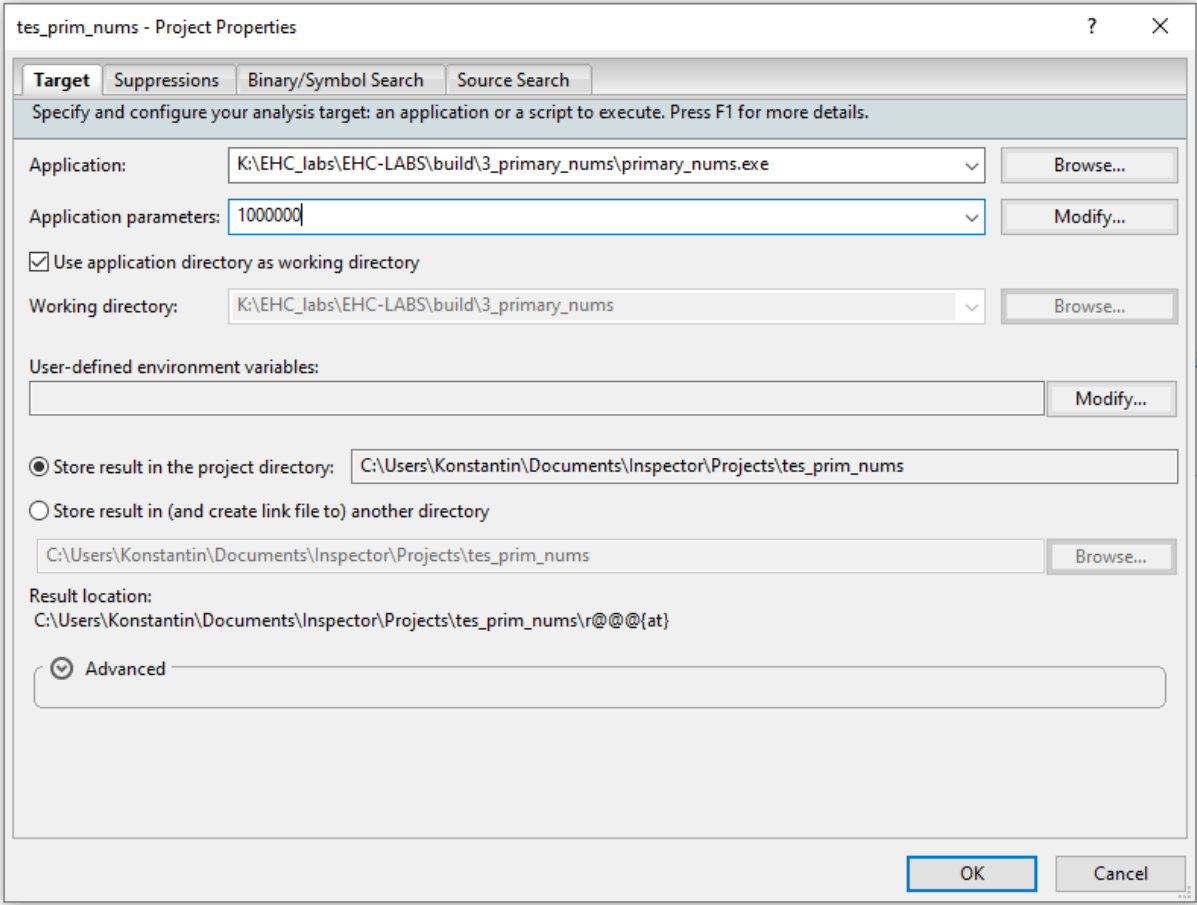 tes_prim_nums - Project Properties ?
Target Suppressions Binary/Symbol Search Source Search
Specify and configure your analysis target: an application or a script to execute. Press F1 for more details.
Application: K:\EHC_labs\EHC-LABS\build\3_primary_nums\primary_nums.exe Browse...
Application parameters: 1000000 Modify...
Use application directory as working directory
Working directory: K:\EHC_labs\EHC-LABS\build\3_primary_nums Browse...
User-defined environment variables:
Modify...
Store result in the project directory: C:\Users\Konstantin\Documents\Inspector\Projects\tes_prim_nums
Store result in (and create link file to) another directory
C:\Users\Konstantin\Documents\Inspector\Projects\tes_prim_nums Browse...
Result location:
C:\Users\Konstantin\Documents\Inspector\Projects\tes_prim_nums\r@@@{at}
Advanced
OK Cancel